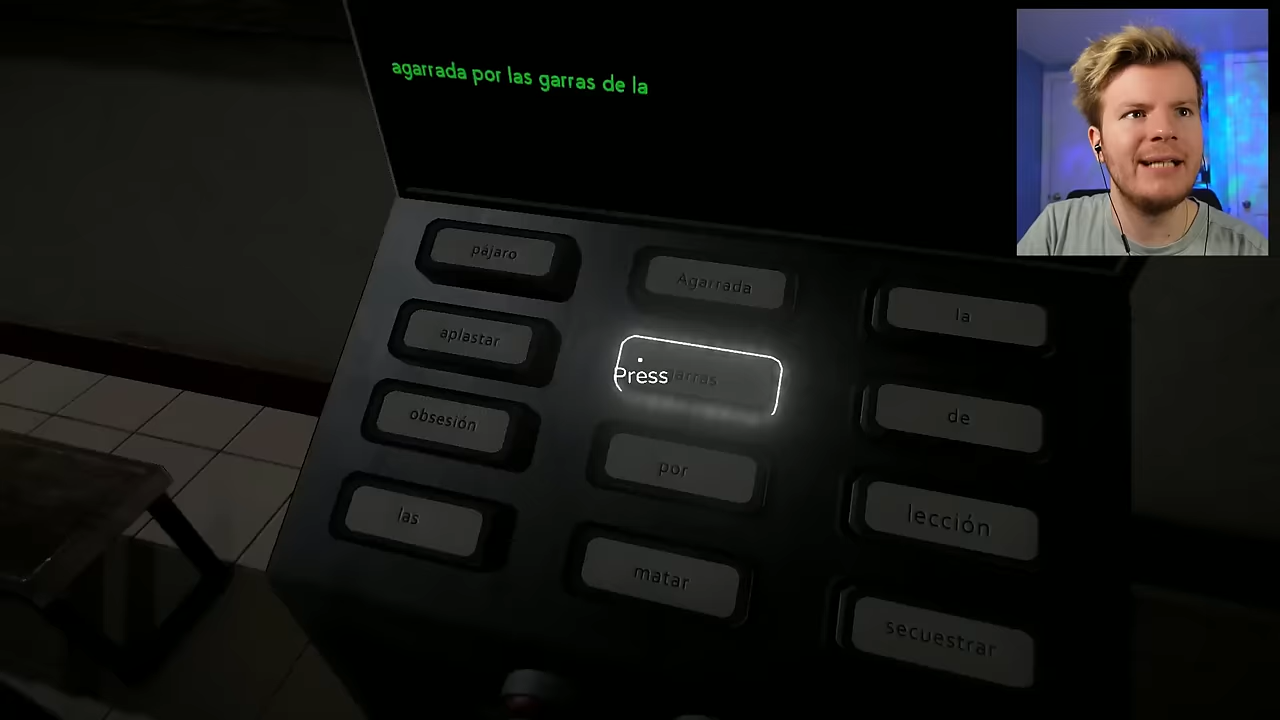 agarrada por las garras de la
pájaro
Agarrada
la
aplastar
Press
de
obsesión
por
lección
las
matar
secuestrar